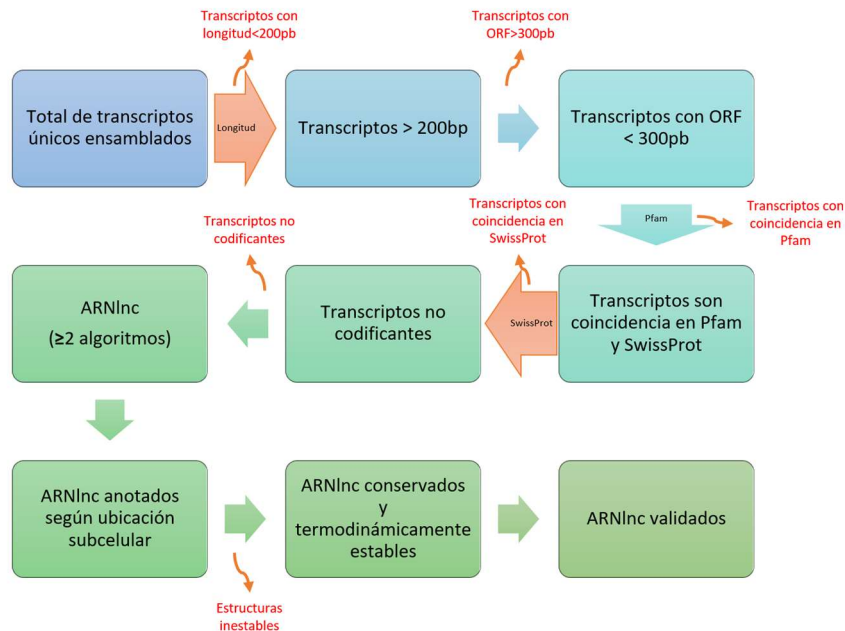 Transcriptos con
longitud<200pb
Transcriptos con
ORF>300pb
Total de transcriptos
únicos ensamblados
Longitud
Transcriptos > 200bp
Transcriptos con ORF
< 300pb
Transcriptos no
codificantes
Transcriptos con
coincidencia en
SwissProt
Pfam
Transcriptos con
coincidencia en
Pfam
ARNlnc
(≥2 algoritmos)
Transcriptos no
codificantes
SwissProt
Transcriptos son
coincidencia en Pfam
y SwissProt
ARNlnc anotados
según ubicación
subcelular
ARNlnc conservados
y
termodinámicamente
estables
ARNlnc validados
Estructuras
inestables